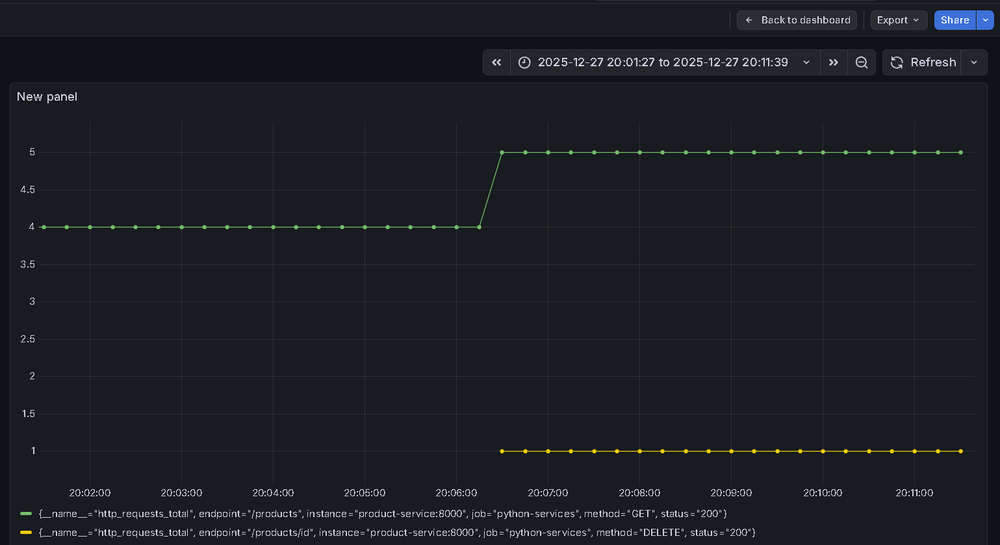 Back to dashboard Export Share
2025-12-27 20:01:27 to 2025-12-27 20:11:39 Refresh
New panel
5
4.5
4
3.5
3
2.5
2
1.5
1
20:02:00 20:03:00 20:04:00 20:05:00 20:06:00 20:07:00 20:08:00 20:09:00 20:10:00 20:11:00
{__name__="http_requests_total", endpoint="/products", instance="product-service:8000", job="python-services", method="GET", status="200"}
{__name__="http_requests_total", endpoint="/products/id", instance="product-service:8000", job="python-services", method="DELETE", status="200"}